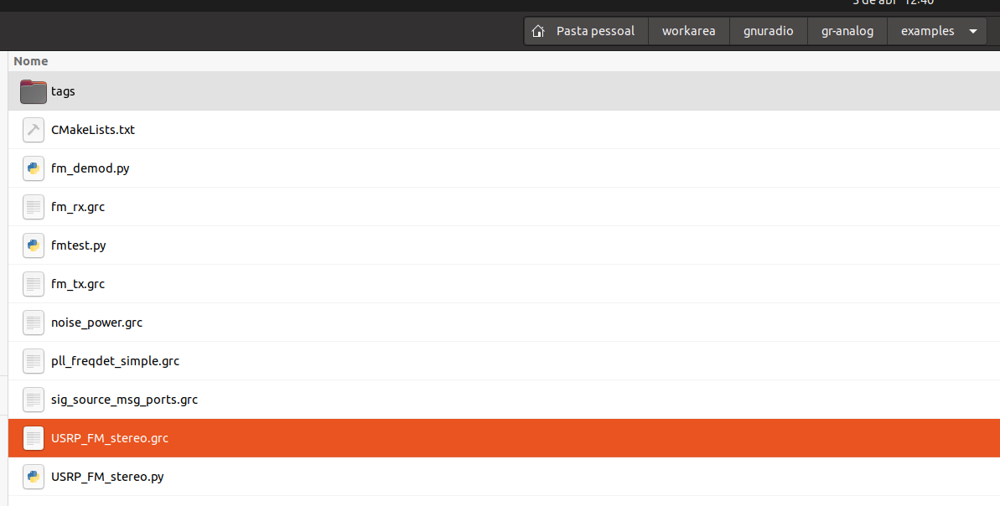 3 de abr 12:40
Pasta pessoal workarea gnuradio gr-analog examples
Nome
tags
CMakeLists.txt
fm_demod.py
fm_rx.grc
fmtest.py
fm_tx.grc
noise_power.grc
pll_freqdet_simple.grc
sig_source_msg_ports.grc
USRP_FM_stereo.grc
USRP_FM_stereo.py